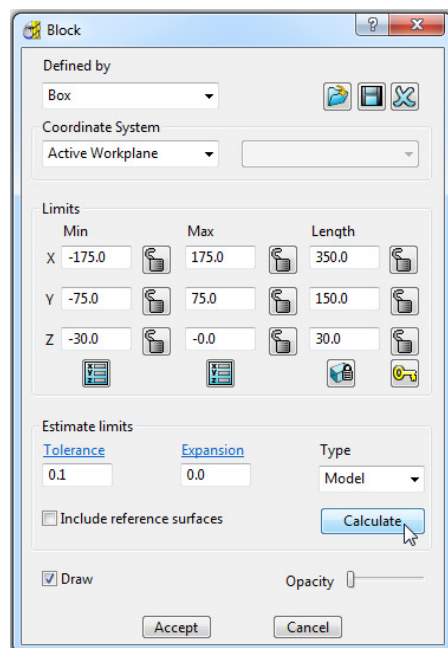 Block
Defined by
Box
Coordinate System
Active Workplane
Limits
Min Max Length
X -175.0 175.0 350.0
Y -75.0 75.0 150.0
Z -30.0 -0.0 30.0
Estimate limits
Tolerance Expansion Type
0.1 0.0 Model
Include reference surfaces Calculate
Draw Opacity
Accept Cancel